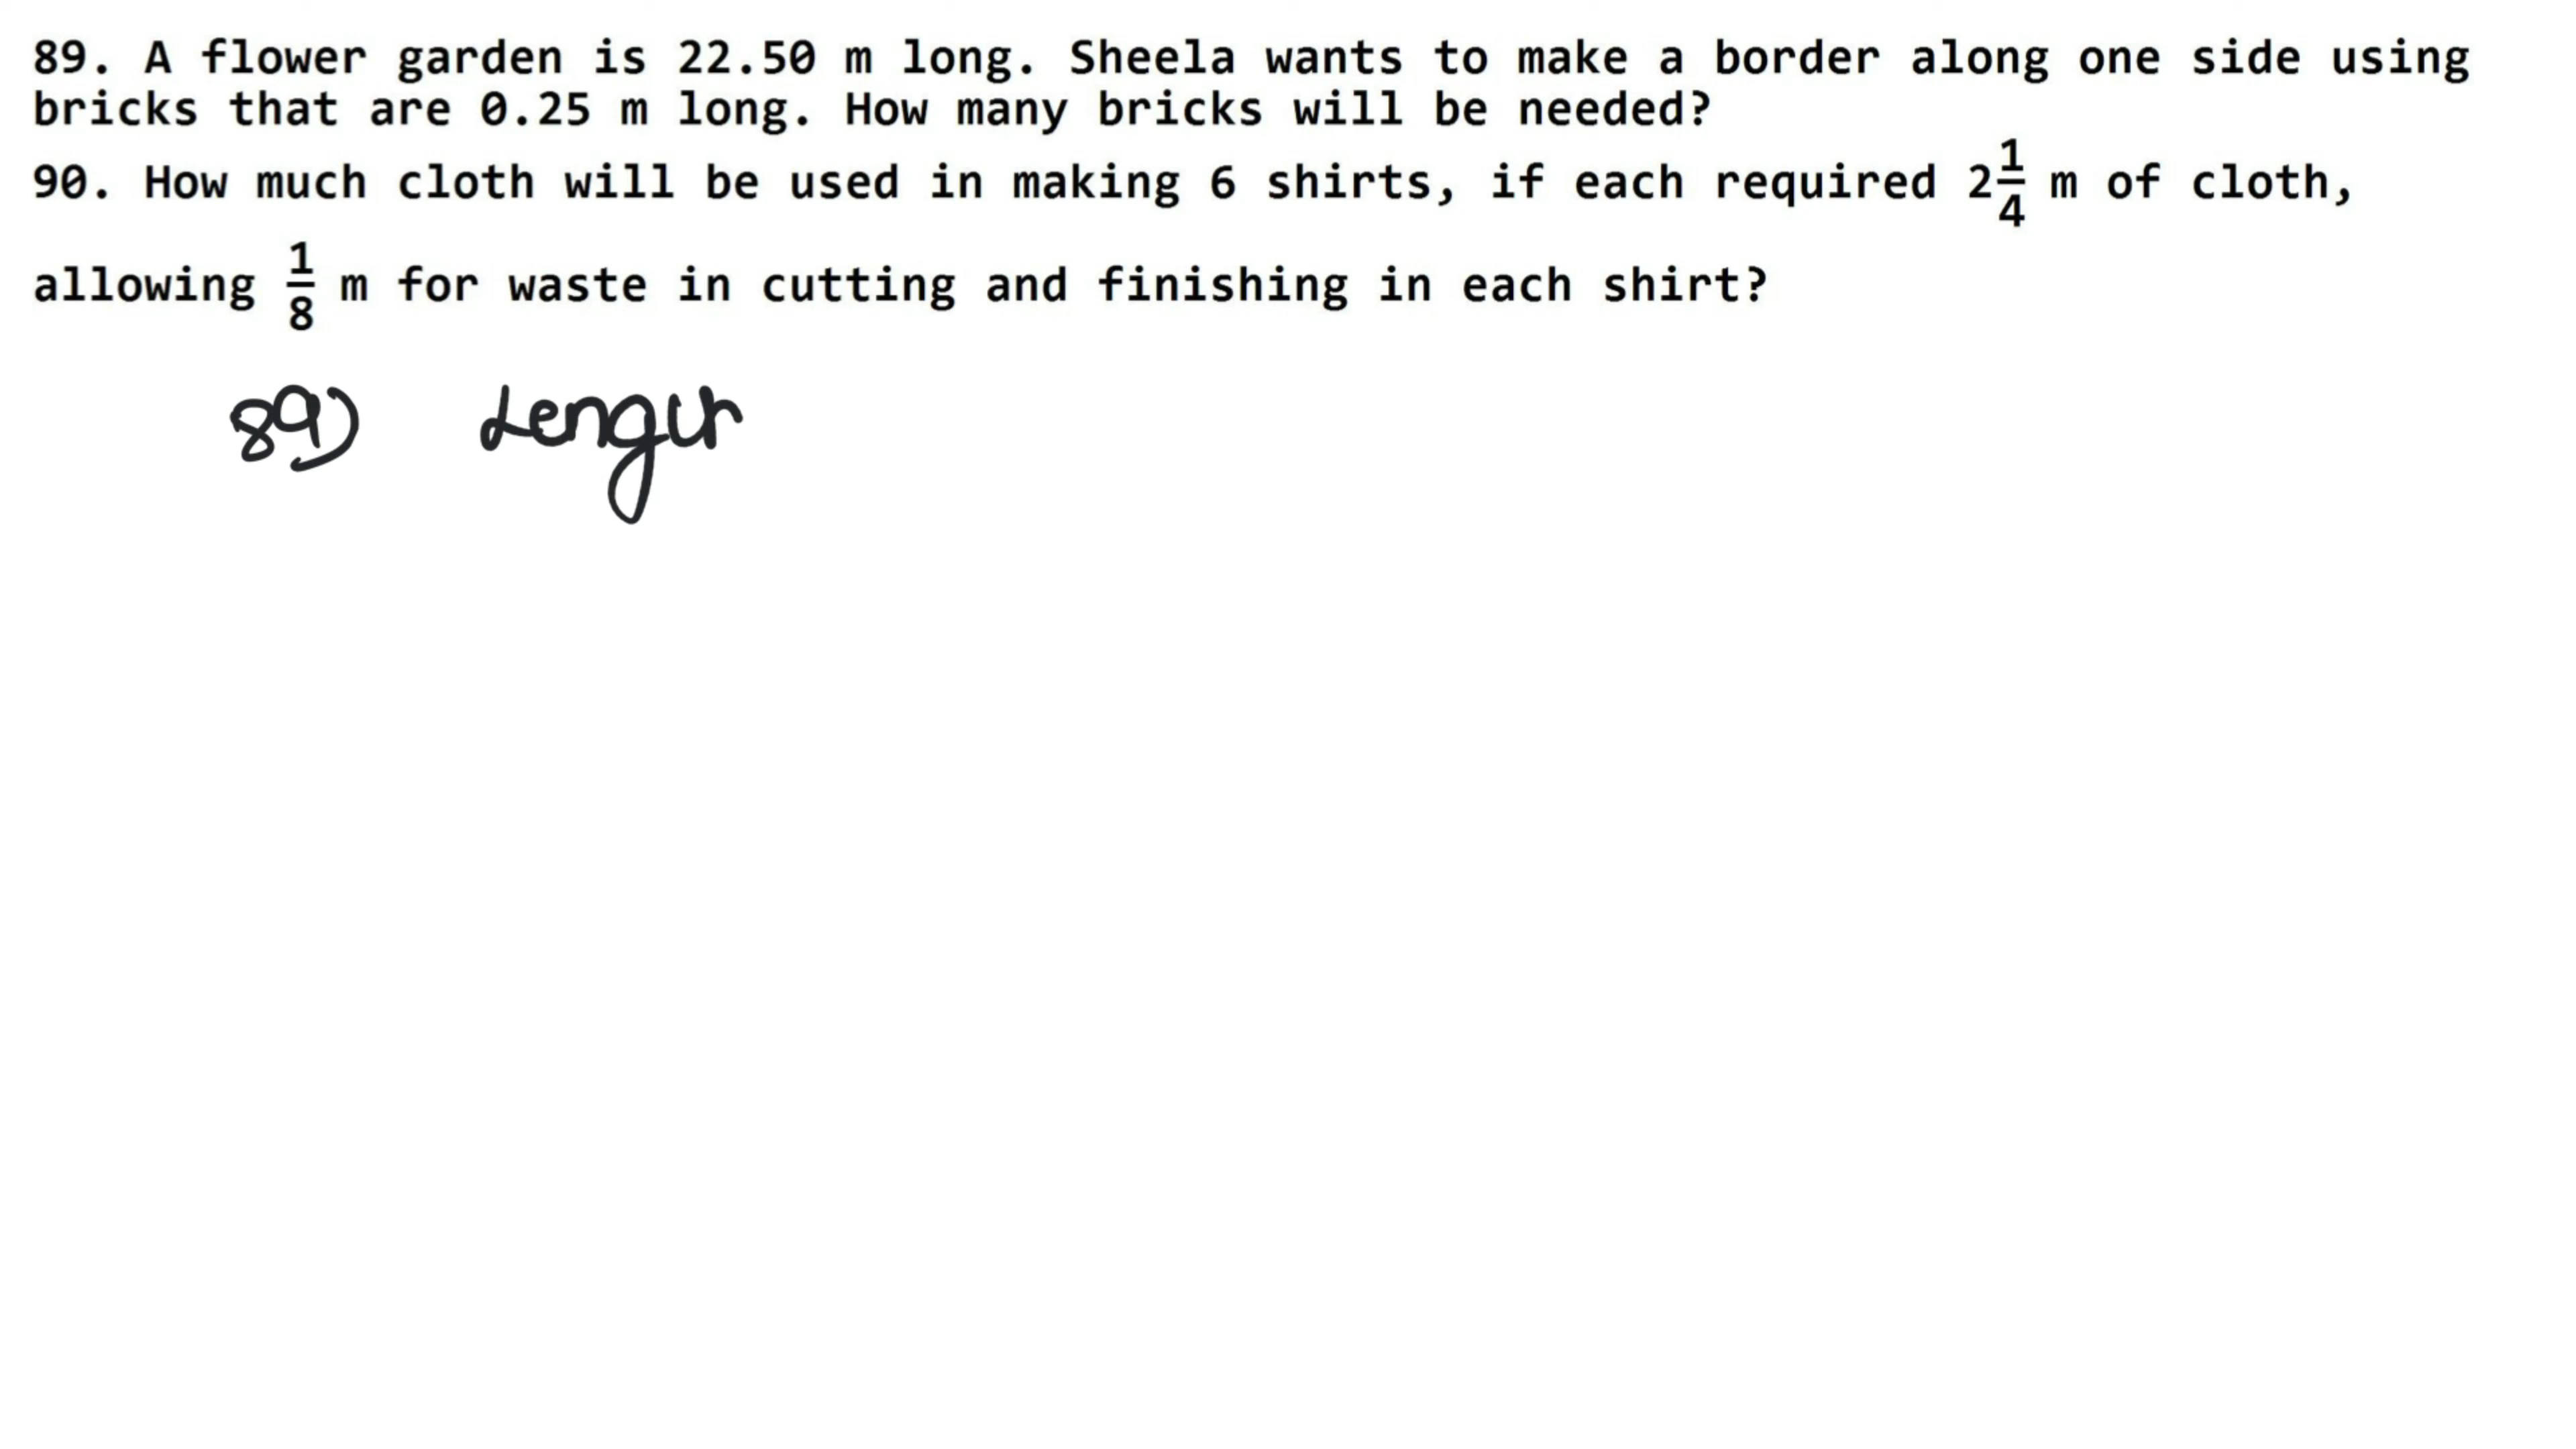 89. A flower garden is 22.50 m long. Sheela wants to make a border along one side using
bricks that are 0.25 m long. How many bricks will be needed?
90. How much cloth will be used in making 6 shirts, if each required 2 1/4 m of cloth,
allowing 1/8 m for waste in cutting and finishing in each shirt?
89) Length